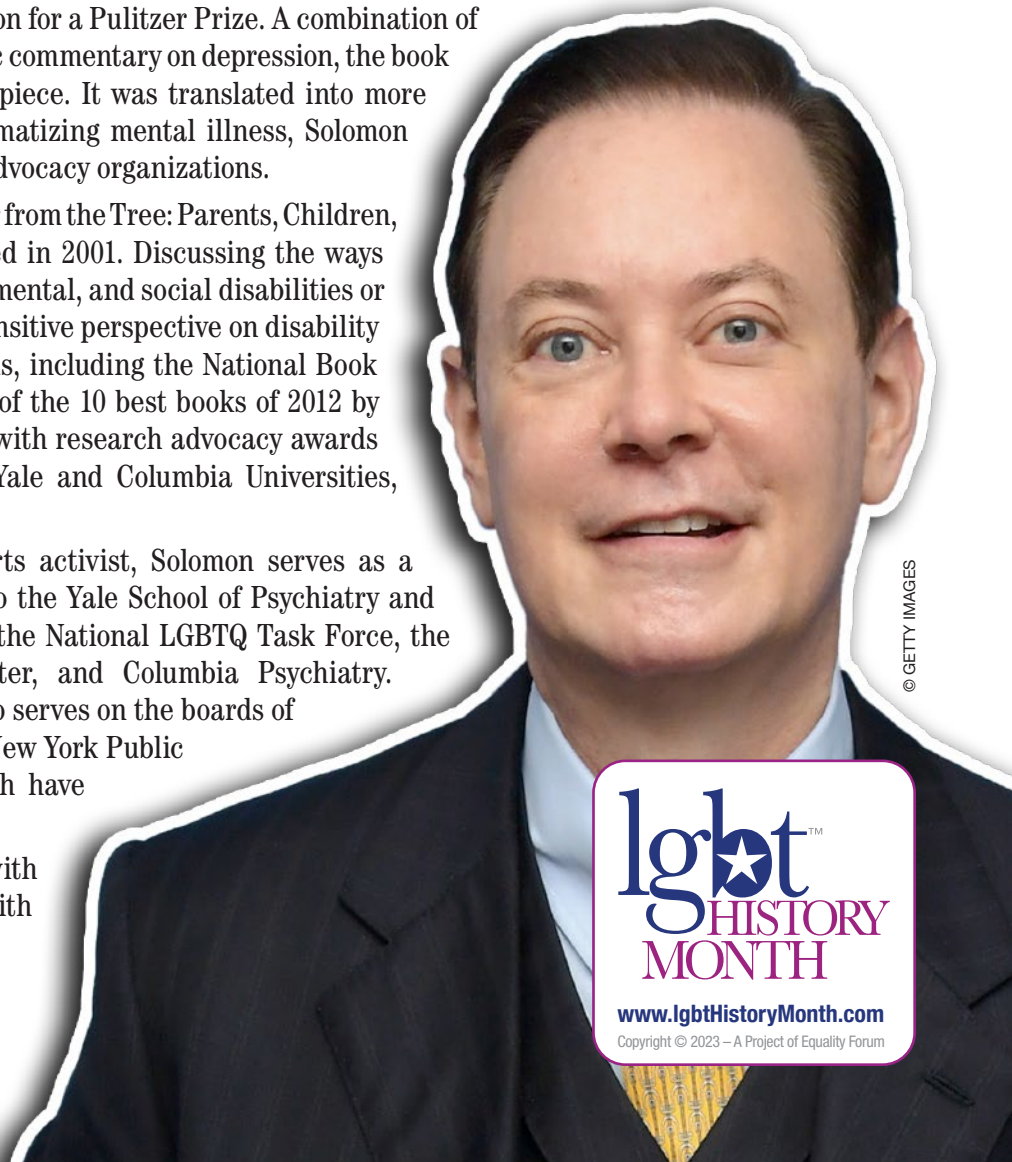 on for a Pulitzer Prize. A combination of
commentary on depression, the book
piece. It was translated into more
matizing mental illness, Solomon
dvocacy organizations.
from the Tree: Parents, Children,
ed in 2001. Discussing the ways
mental, and social disabilities or
nsitive perspective on disability
s, including the National Book
of the 10 best books of 2012 by
with research advocacy awards
Yale and Columbia Universities,
rts activist, Solomon serves as a
o the Yale School of Psychiatry and
the National LGBTQ Task Force, the
ter, and Columbia Psychiatry.
o serves on the boards of
New York Public
h have
with
ith
© GETTY IMAGES
lgbt™
HISTORY
MONTH
www.lgbtHistoryMonth.com
Copyright © 2023 – A Project of Equality Forum